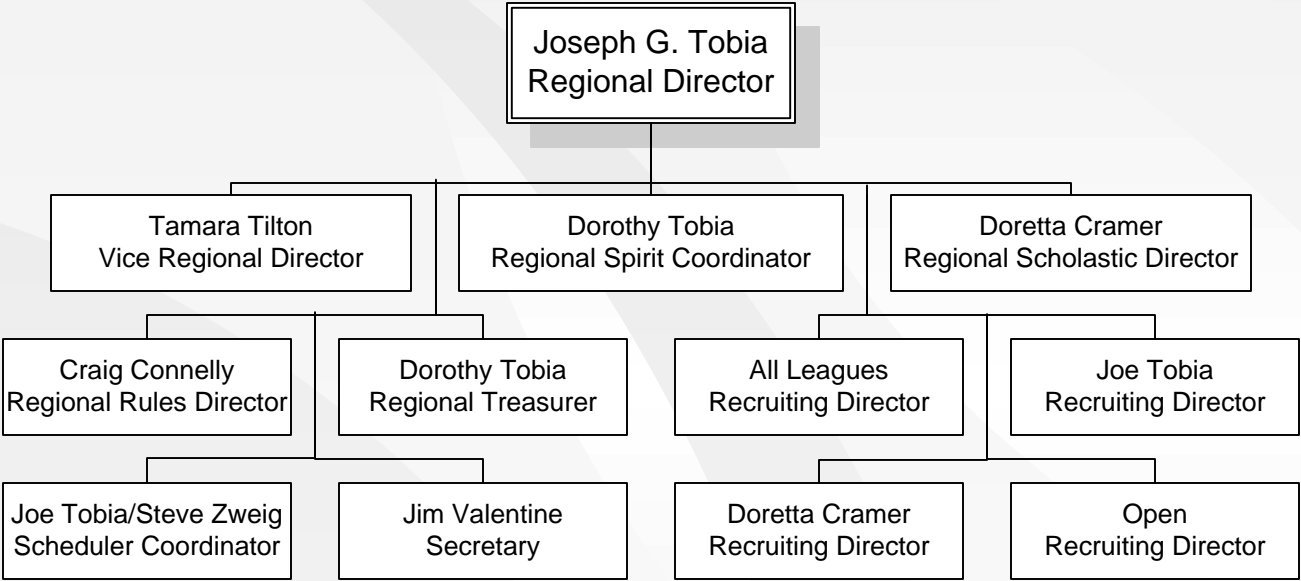 Joseph G. Tobia
Regional Director
Tamara Tilton
Vice Regional Director
Dorothy Tobia
Regional Spirit Coordinator
Doretta Cramer
Regional Scholastic Director
Craig Connelly
Regional Rules Director
Dorothy Tobia
Regional Treasurer
All Leagues
Recruiting Director
Joe Tobia
Recruiting Director
Joe Tobia/Steve Zweig
Scheduler Coordinator
Jim Valentine
Secretary
Doretta Cramer
Recruiting Director
Open
Recruiting Director